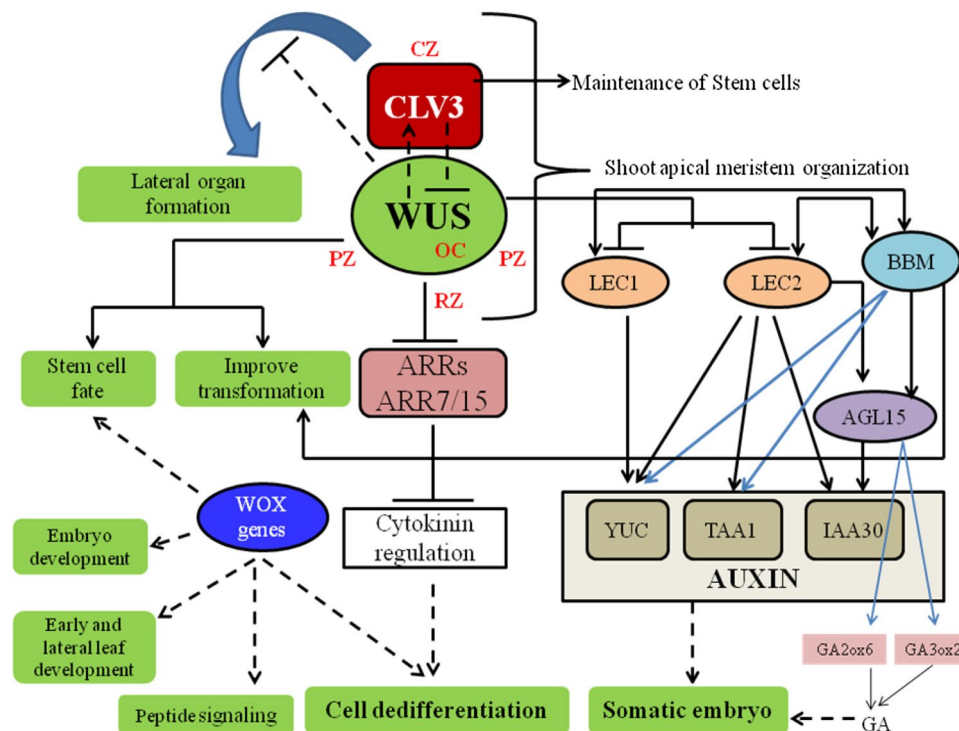 CZ
CLV3
Maintenance of Stem cells
Lateral organ
formation
Shoot apical meristem organization
WUS
OC
PZ
PZ
RZ
LEC1
LEC2
BBM
Stem cell
fate
Improve
transformation
ARRs
ARR7/15
AGL15
WOX
genes
Cytokinin
regulation
YUC
TAA1
IAA30
AUXIN
Embryo
development
Early and
lateral leaf
development
GA2ox6
GA3ox2
Peptide signaling
Cell dedifferentiation
Somatic embryo
GA